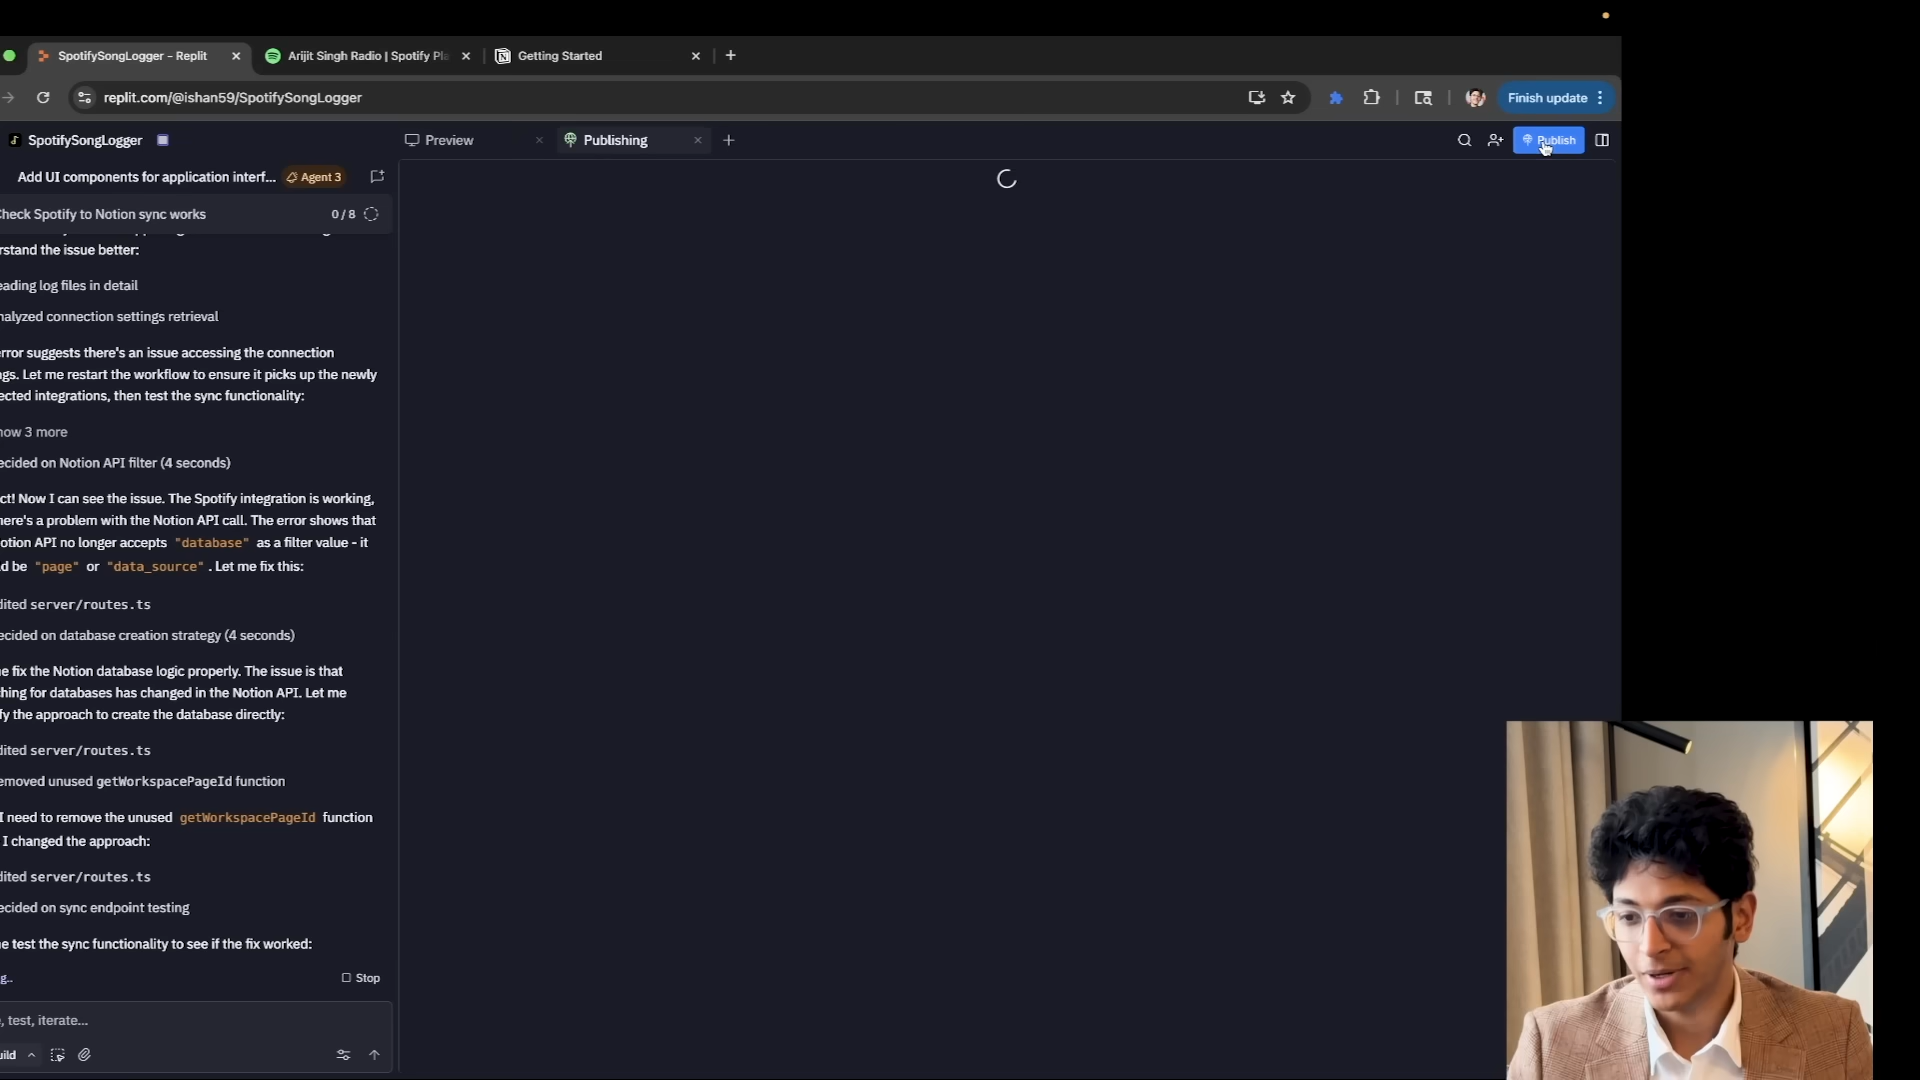 SpotifySongLogger - Replit
Arijit Singh Radio | Spotify Pla
Getting Started
replit.com/@ishan59/SpotifySongLogger
Finish update
SpotifySongLogger
Preview
Publishing
Publish
Add UI components for application interf...
Agent 3
Check Spotify to Notion sync works
0 / 8
rstand the issue better:
eading log files in detail
nalyzed connection settings retrieval
error suggests there's an issue accessing the connection
ngs. Let me restart the workflow to ensure it picks up the newly
ected integrations, then test the sync functionality:
how 3 more
ecided on Notion API filter (4 seconds)
ct! Now I can see the issue. The Spotify integration is working,
here's a problem with the Notion API call. The error shows that
otion API no longer accepts "database" as a filter value - it
ld be "page" or "data_source" . Let me fix this:
dited server/routes.ts
ecided on database creation strategy (4 seconds)
e fix the Notion database logic properly. The issue is that
ching for databases has changed in the Notion API. Let me
fy the approach to create the database directly:
dited server/routes.ts
emoved unused getWorkspacePageId function
I need to remove the unused getWorkspacePageId function
I changed the approach:
dited server/routes.ts
ecided on sync endpoint testing
e test the sync functionality to see if the fix worked:
g..
Stop
, test, iterate...
uild